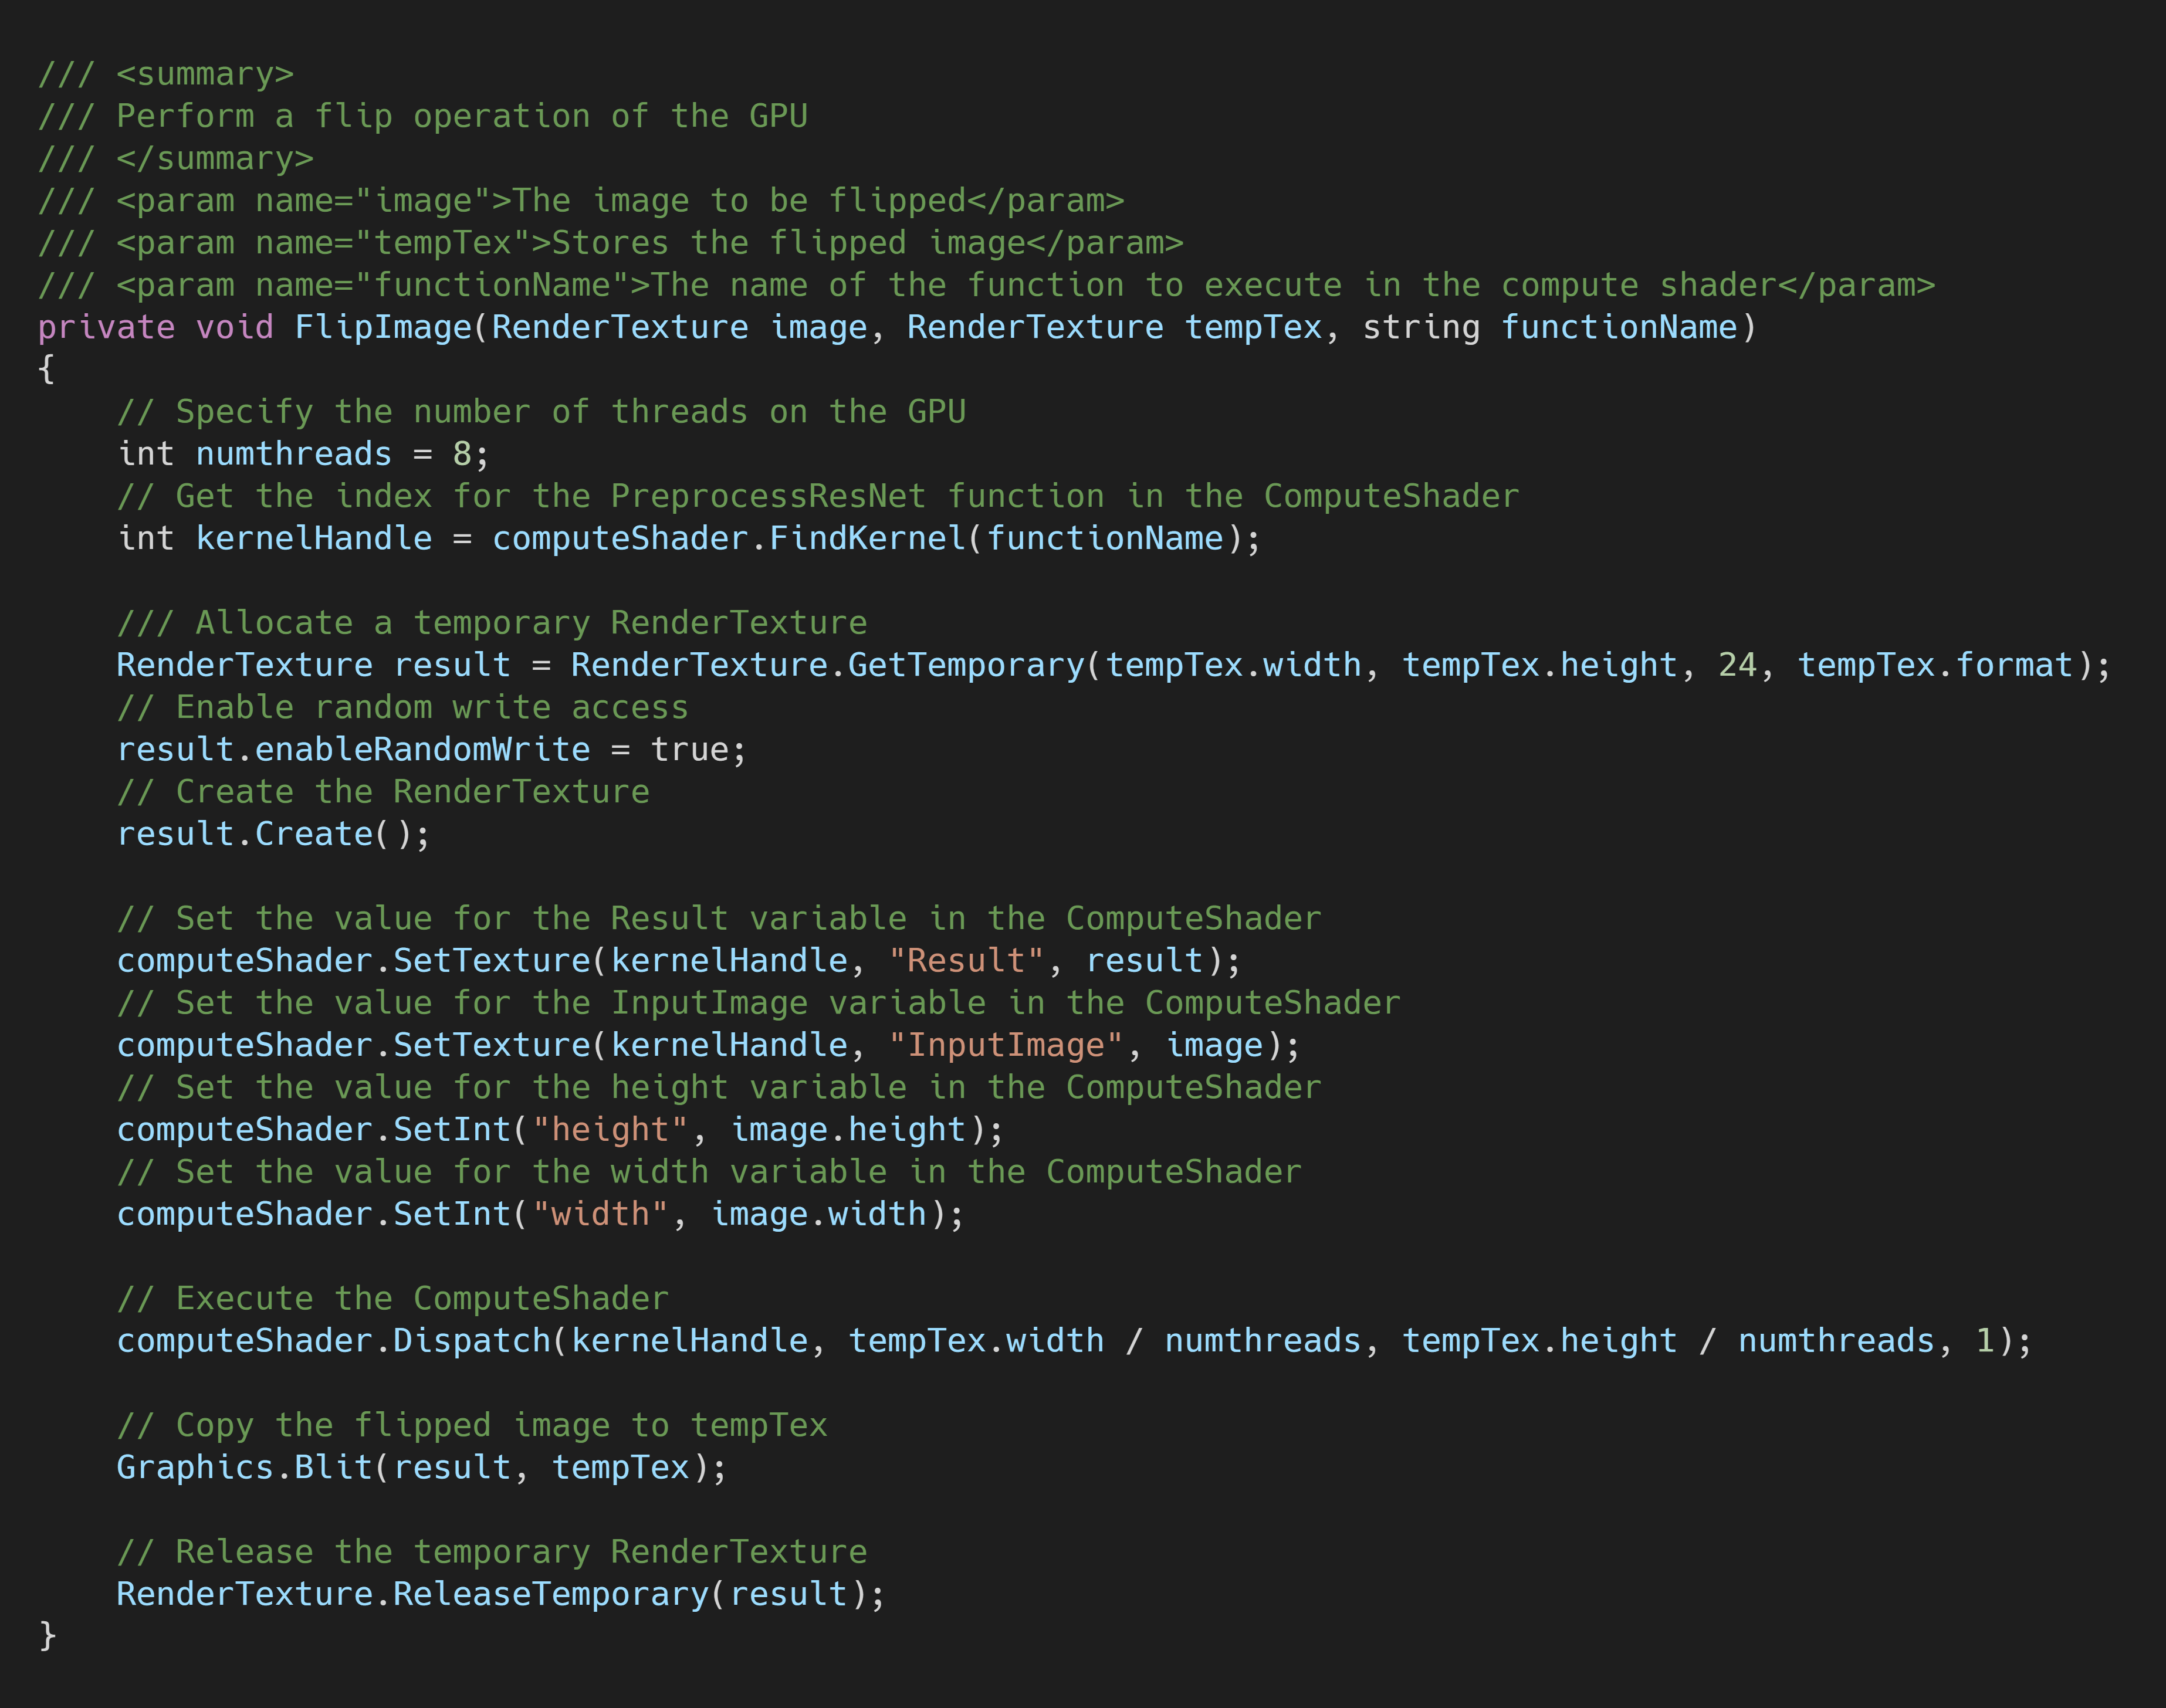 /// <summary>
/// Perform a flip operation of the GPU
/// </summary>
/// <param name="image">The image to be flipped</param>
/// <param name="tempTex">Stores the flipped image</param>
/// <param name="functionName">The name of the function to execute in the compute shader</param>
private void FlipImage(RenderTexture image, RenderTexture tempTex, string functionName)
{
    // Specify the number of threads on the GPU
    int numthreads = 8;
    // Get the index for the PreprocessResNet function in the ComputeShader
    int kernelHandle = computeShader.FindKernel(functionName);

    /// Allocate a temporary RenderTexture
    RenderTexture result = RenderTexture.GetTemporary(tempTex.width, tempTex.height, 24, tempTex.format);
    // Enable random write access
    result.enableRandomWrite = true;
    // Create the RenderTexture
    result.Create();

    // Set the value for the Result variable in the ComputeShader
    computeShader.SetTexture(kernelHandle, "Result", result);
    // Set the value for the InputImage variable in the ComputeShader
    computeShader.SetTexture(kernelHandle, "InputImage", image);
    // Set the value for the height variable in the ComputeShader
    computeShader.SetInt("height", image.height);
    // Set the value for the width variable in the ComputeShader
    computeShader.SetInt("width", image.width);

    // Execute the ComputeShader
    computeShader.Dispatch(kernelHandle, tempTex.width / numthreads, tempTex.height / numthreads, 1);

    // Copy the flipped image to tempTex
    Graphics.Blit(result, tempTex);

    // Release the temporary RenderTexture
    RenderTexture.ReleaseTemporary(result);
}